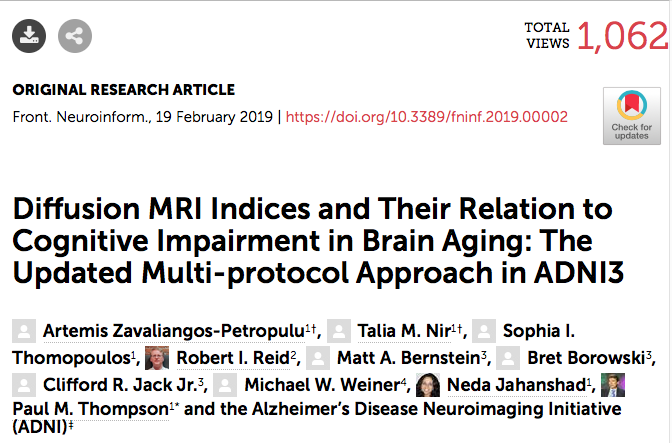 TOTAL VIEWS 1,062
ORIGINAL RESEARCH ARTICLE
Front. Neuroinform., 19 February 2019 | https://doi.org/10.3389/fninf.2019.00002
Check for
updates
Diffusion MRI Indices and Their Relation to
Cognitive Impairment in Brain Aging: The
Updated Multi-protocol Approach in ADNI3
Artemis Zavaliangos-Petropulu1†, Talia M. Nir1†, Sophia I.
Thomopoulos1, Robert I. Reid2, Matt A. Bernstein3, Bret Borowski3,
Clifford R. Jack Jr.3, Michael W. Weiner4, Neda Jahanshad1,
Paul M. Thompson1* and the Alzheimer's Disease Neuroimaging Initiative
(ADNI)‡